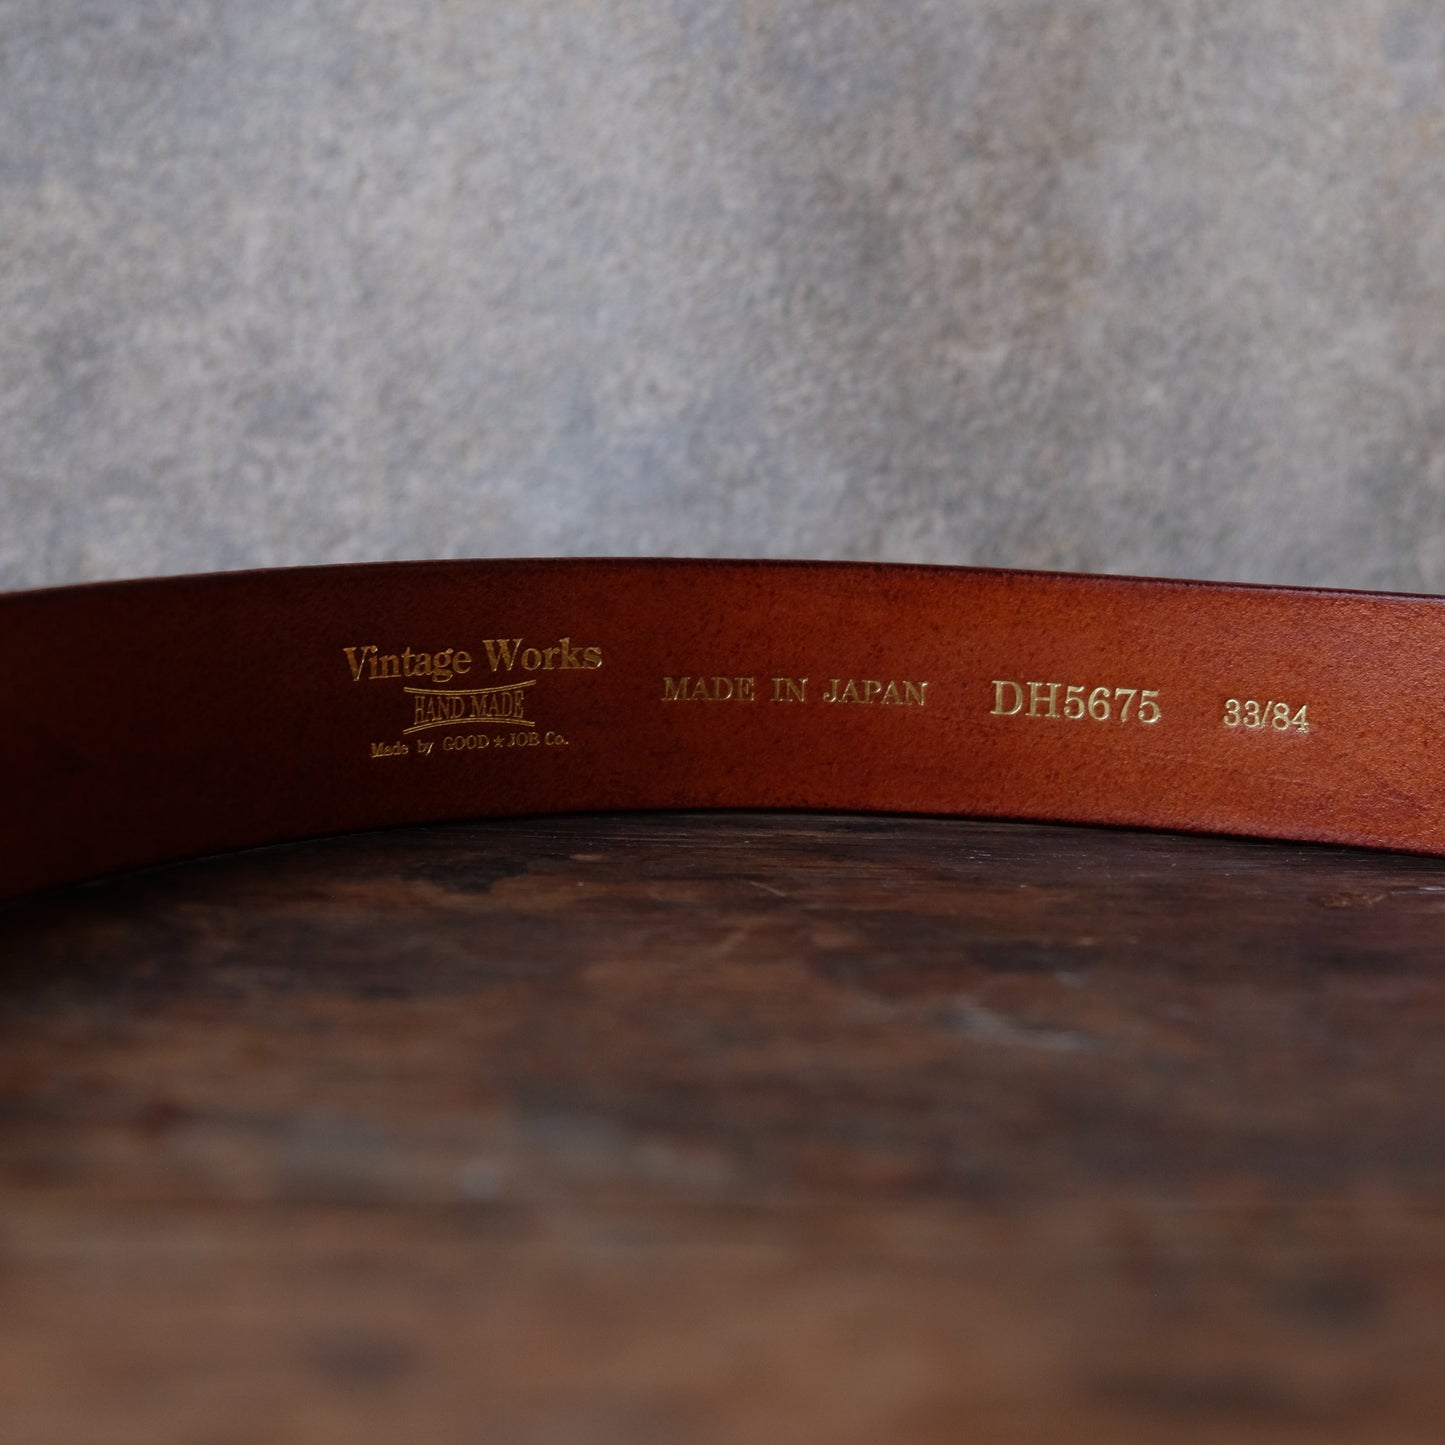 Vintage Works
HAND MADE
Made by GOOD★JOB Co.
MADE IN JAPAN
DH5675
33/84